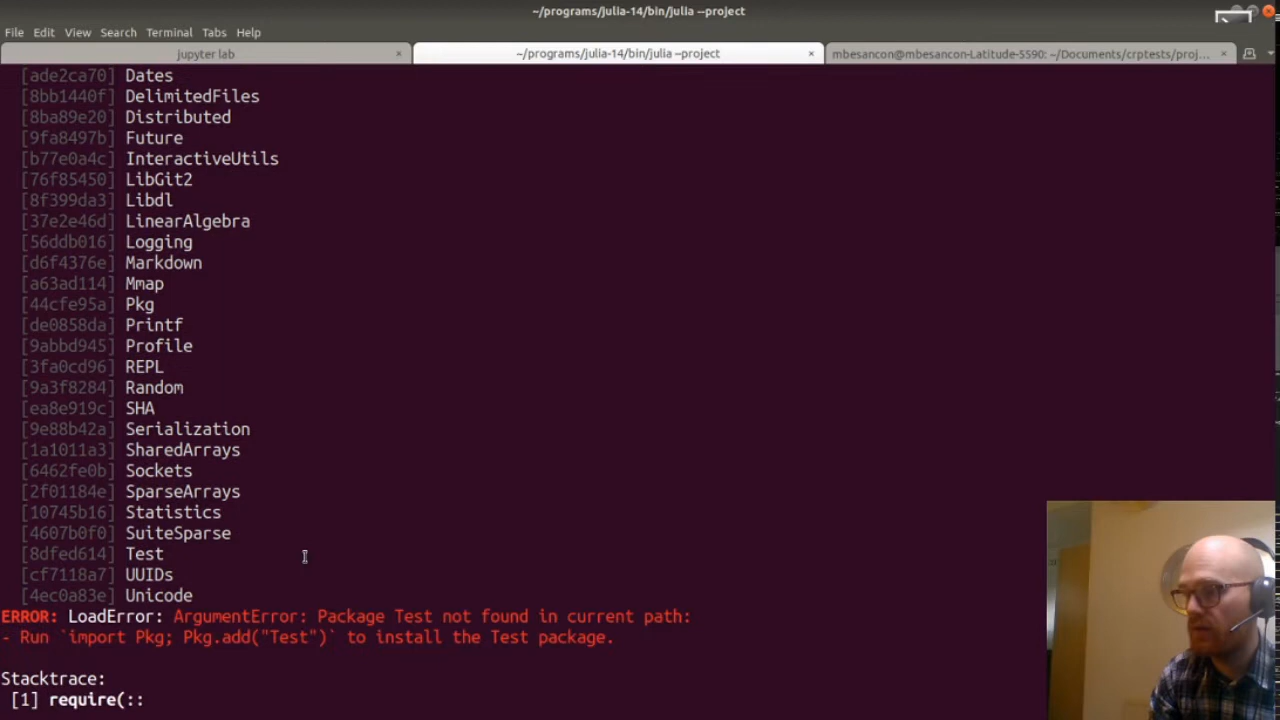 ~/programs/julia-14/bin/julia --project
File Edit View Search Terminal Tabs Help
jupyter lab × ~/programs/julia-14/bin/julia --project × mbesancon@mbesancon-Latitude-5590: ~/Documents/crptests/proj... ×
[ade2ca70] Dates
[8bb1440f] DelimitedFiles
[8ba89e20] Distributed
[9fa8497b] Future
[b77e0a4c] InteractiveUtils
[76f85450] LibGit2
[8f399da3] Libdl
[37e2e46d] LinearAlgebra
[56ddb016] Logging
[d6f4376e] Markdown
[a63ad114] Mmap
[44cfe95a] Pkg
[de0858da] Printf
[9abbd945] Profile
[3fa0cd96] REPL
[9a3f8284] Random
[ea8e919c] SHA
[9e88b42a] Serialization
[1a1011a3] SharedArrays
[6462fe0b] Sockets
[2f01184e] SparseArrays
[10745b16] Statistics
[4607b0f0] SuiteSparse
[8dfed614] Test
[cf7118a7] UUIDs
[4ec0a83e] Unicode
ERROR: LoadError: ArgumentError: Package Test not found in current path:
- Run `import Pkg; Pkg.add("Test")` to install the Test package.
Stacktrace:
[1] require(::